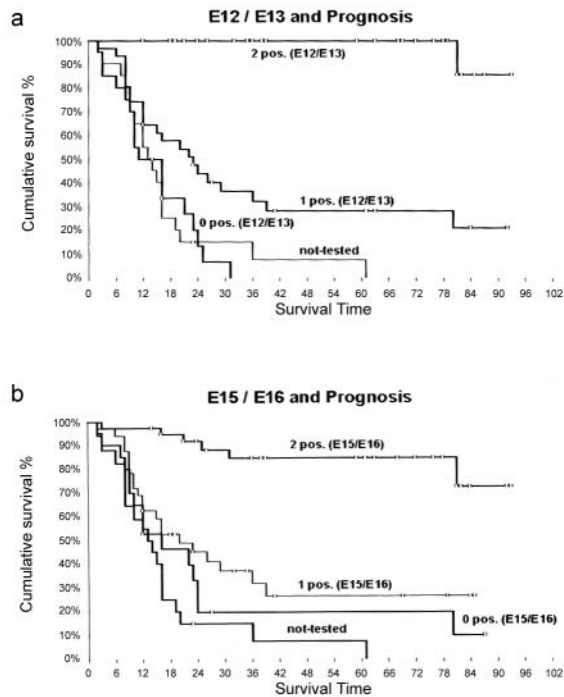 a
E12 / E13 and Prognosis
Cumulative survival %
100%
90%
80%
70%
60%
50%
40%
30%
20%
10%
0%
2 pos. (E12/E13)
1 pos. (E12/E13)
0 pos. (E12/E13)
not-tested
0 6 12 18 24 30 36 42 48 54 60 66 72 78 84 90 96 102
Survival Time
b
E15 / E16 and Prognosis
Cumulative survival %
100%
90%
80%
70%
60%
50%
40%
30%
20%
10%
0%
2 pos. (E15/E16)
1 pos. (E15/E16)
0 pos. (E15/E16)
not-tested
0 6 12 18 24 30 36 42 48 54 60 66 72 78 84 90 96 102
Survival Time